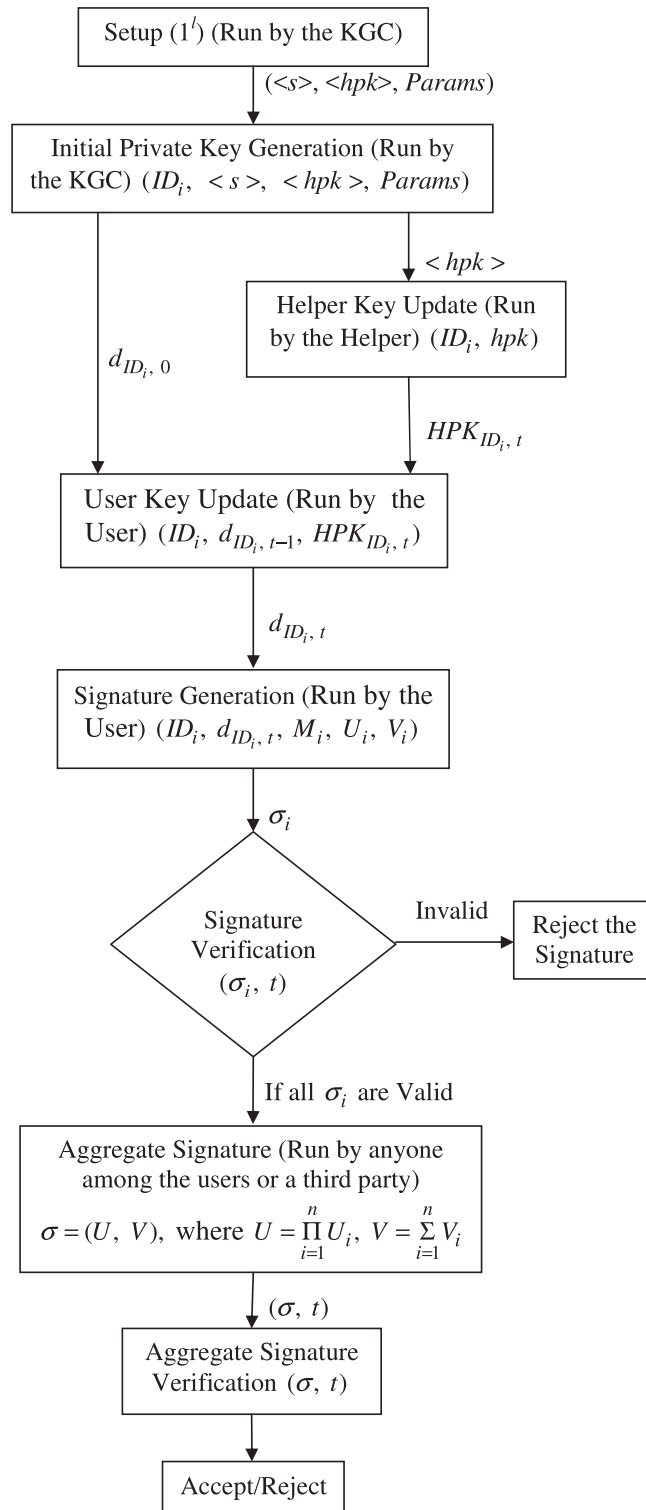 Setup (1^l) (Run by the KGC)
(<s>, <hpk>, Params)
Initial Private Key Generation (Run by
the KGC) (ID_i, < s >, < hpk >, Params)
< hpk >
Helper Key Update (Run
by the Helper) (ID_i, hpk)
d_{ID_i, 0}
HPK_{ID_i, t}
User Key Update (Run by the
User) (ID_i, d_{ID_i, t−1}, HPK_{ID_i, t})
d_{ID_i, t}
Signature Generation (Run by the
User) (ID_i, d_{ID_i, t}, M_i, U_i, V_i)
σ_i
Signature
Verification
(σ_i, t)
Invalid
Reject the
Signature
If all σ_i are Valid
Aggregate Signature (Run by anyone
among the users or a third party)
σ = (U, V), where U = ∏_{i=1}^{n} U_i, V = Σ_{i=1}^{n} V_i
(σ, t)
Aggregate Signature
Verification (σ, t)
Accept/Reject